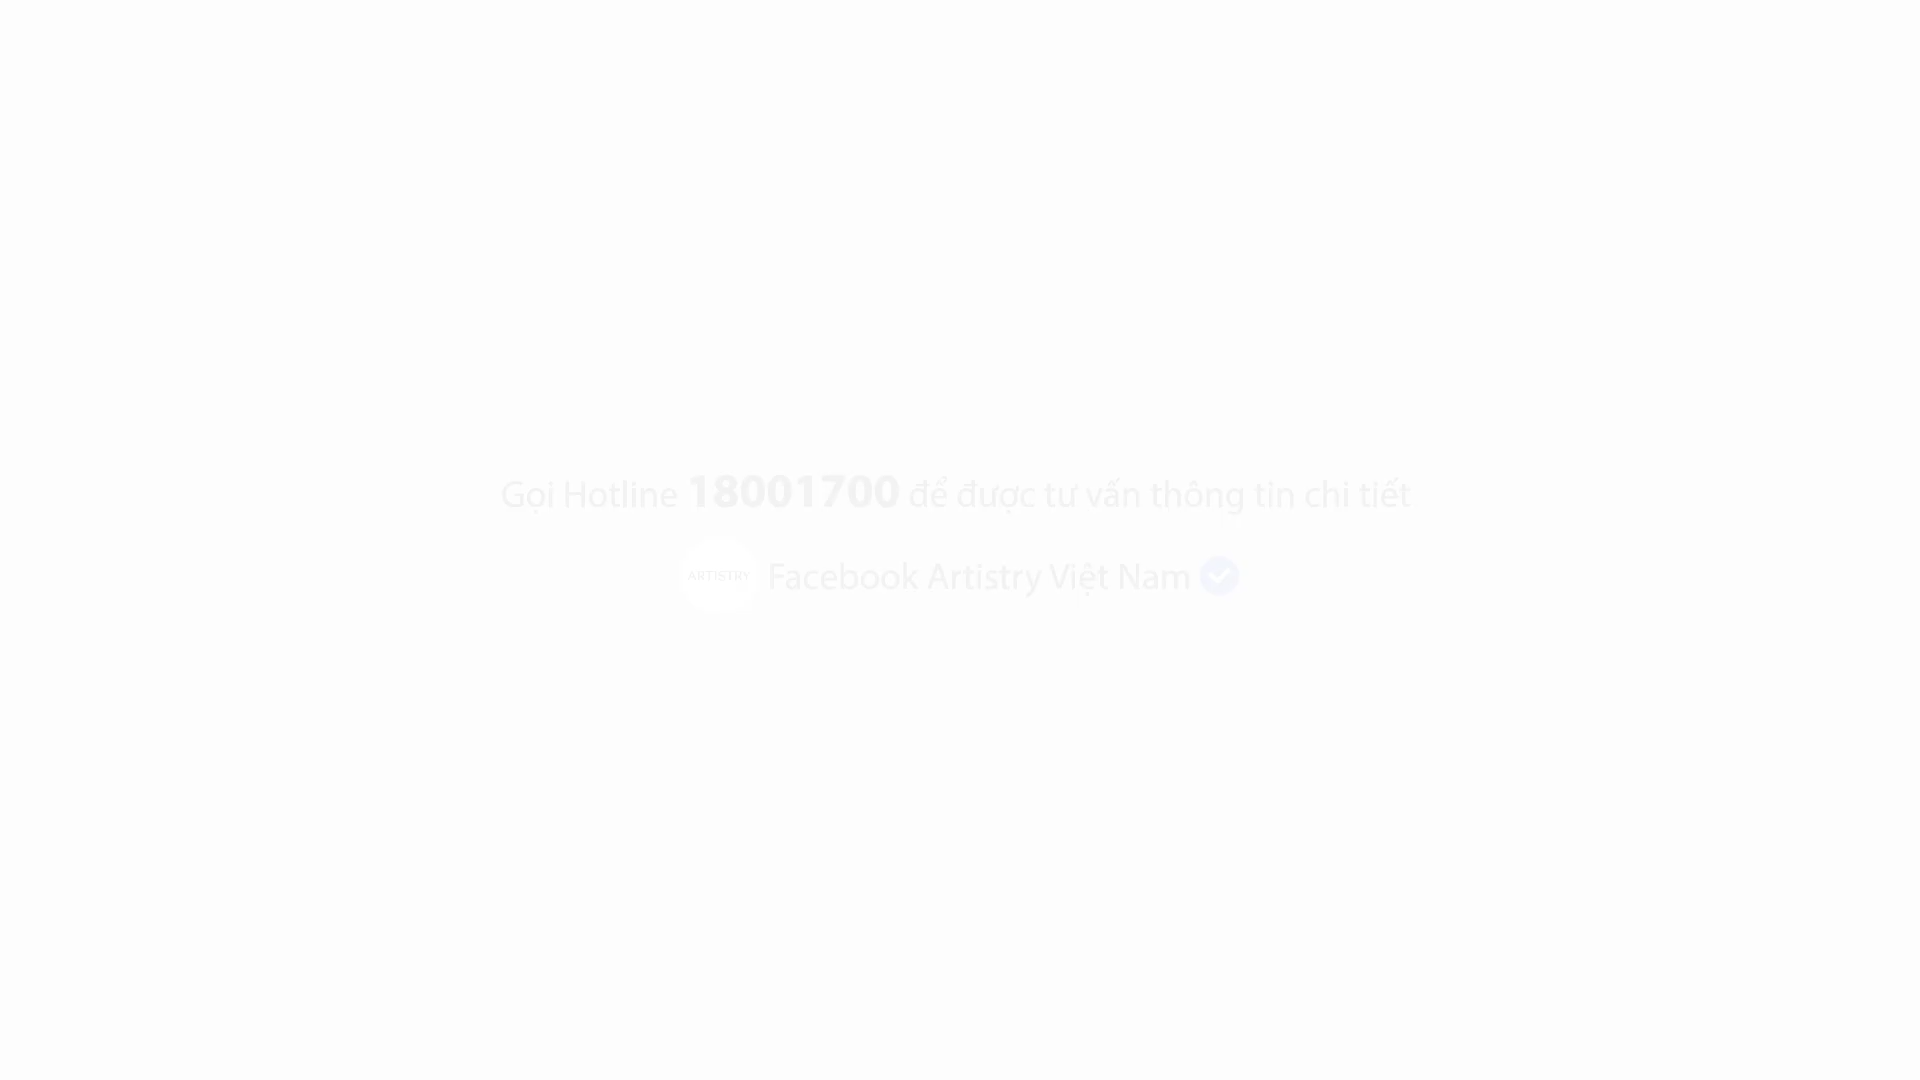 Gọi Hotline 18001700 để được tư vấn thông tin chi tiết
ARTISTRY Facebook Artistry Việt Nam